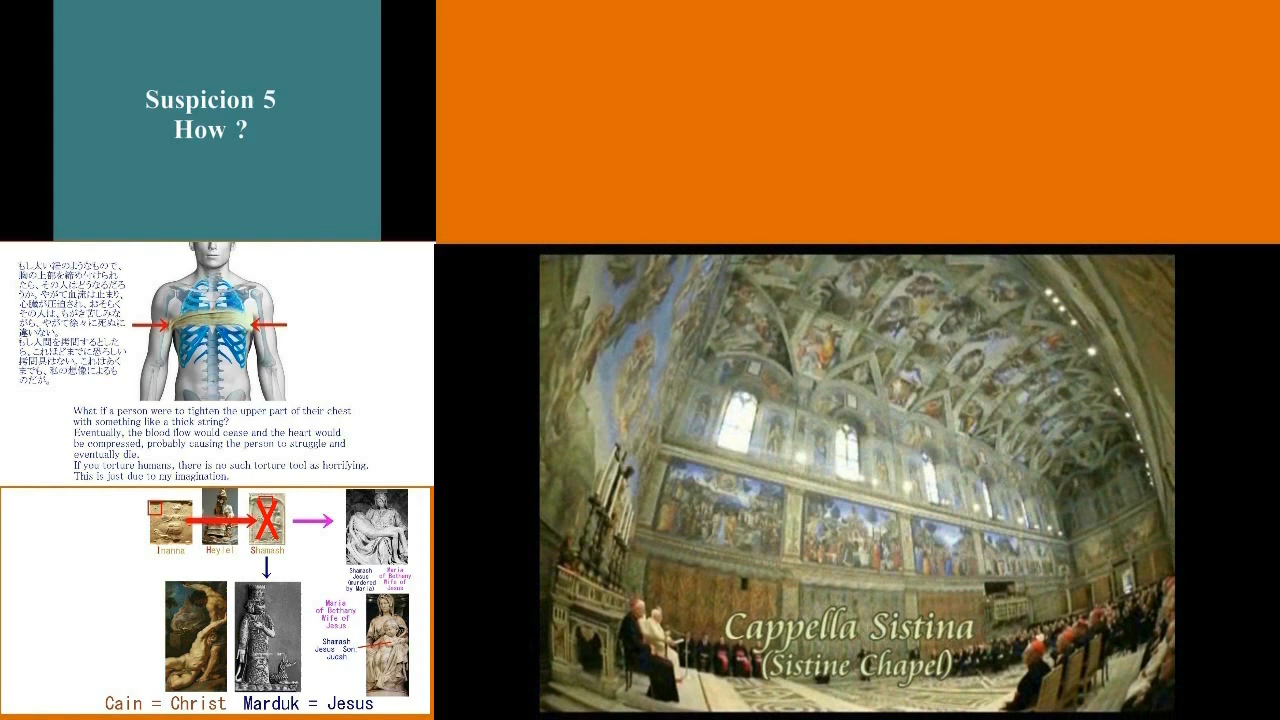 Suspicion 5
How ?
もし太い紐のようなもので、
胸の上部を締め付けられ
たら、その人はどうなるだろ
うか。やがて血流は止まり、
心臓が圧迫され、おそらく
その人は、もがき苦しみな
がら、やがて徐々に死ぬに
違いない。
もし人間を拷問するとした
ら、これほどまでに恐ろしい
拷問具はない。これはあく
までも、私の想像によるも
のだが。
What if a person were to tighten the upper part of their chest
with something like a thick string?
Eventually, the blood flow would cease and the heart would
be compressed, probably causing the person to struggle and
eventually die.
If you torture humans, there is no such torture tool as horrifying.
This is just due to my imagination.
Inanna
Heylel
Shamash
Shamash
Jesus
(murdered
by Maria)
Maria
of Bethany
Wife of
Jesus
Maria
of Bethany
Wife of
Jesus
Shamash
Jesus Son:
Judah
Cain = Christ Marduk = Jesus
Cappella Sistina
(Sistine Chapel)